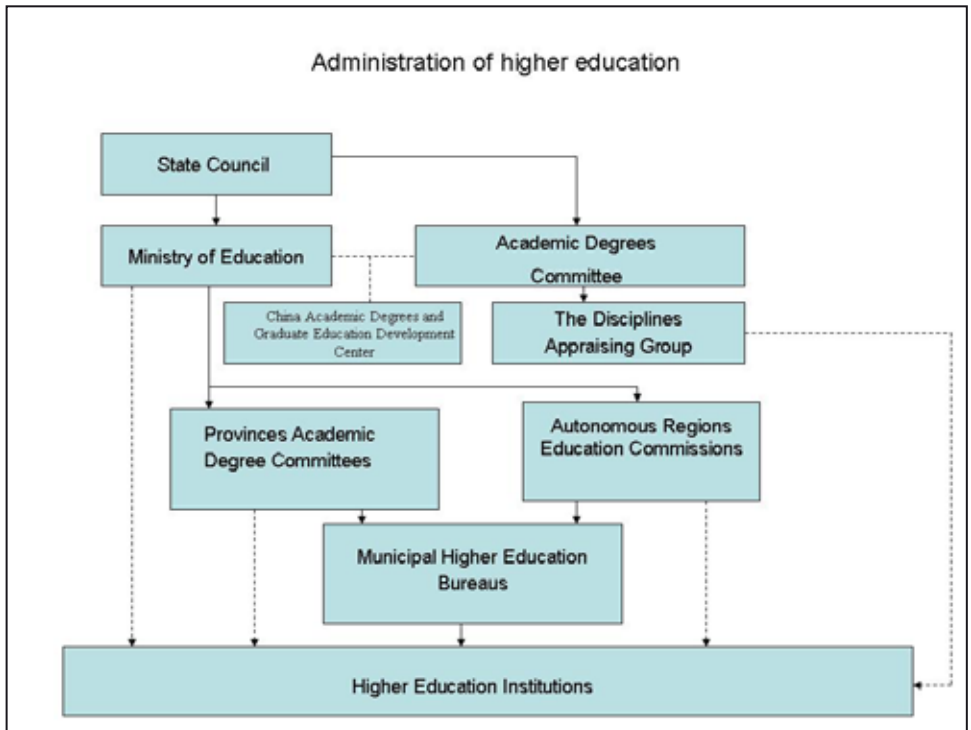 Administration of higher education
State Council
Ministry of Education
Academic Degrees
Committee
China Academic Degrees and
Graduate Education Development
Center
The Disciplines
Appraising Group
Provinces Academic
Degree Committees
Autonomous Regions
Education Commissions
Municipal Higher Education
Bureaus
Higher Education Institutions